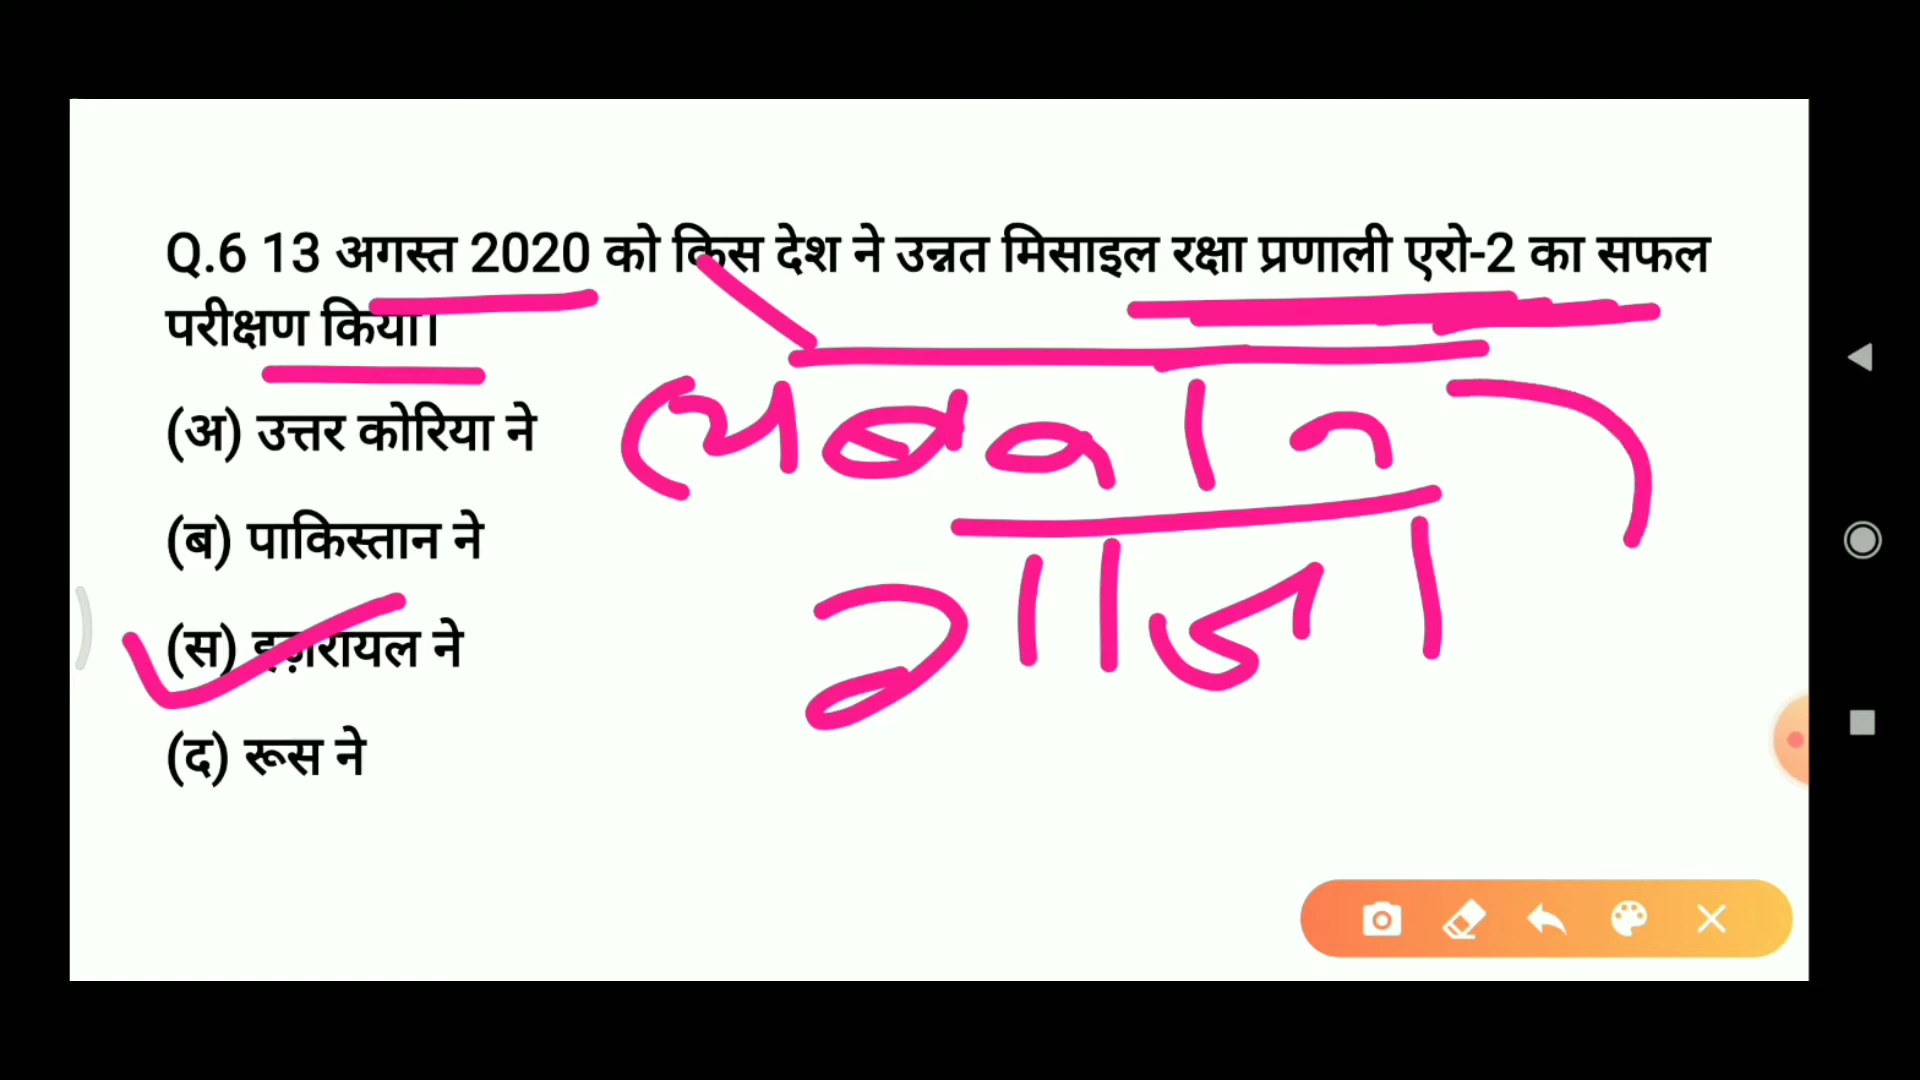 Q.6 13 अगस्त 2020 को किस देश ने उन्नत मिसाइल रक्षा प्रणाली एरो-2 का सफल
परीक्षण किया।
(अ) उत्तर कोरिया ने
लेबनान
(ब) पाकिस्तान ने
गाजा
(स) इज़रायल ने
(द) रूस ने